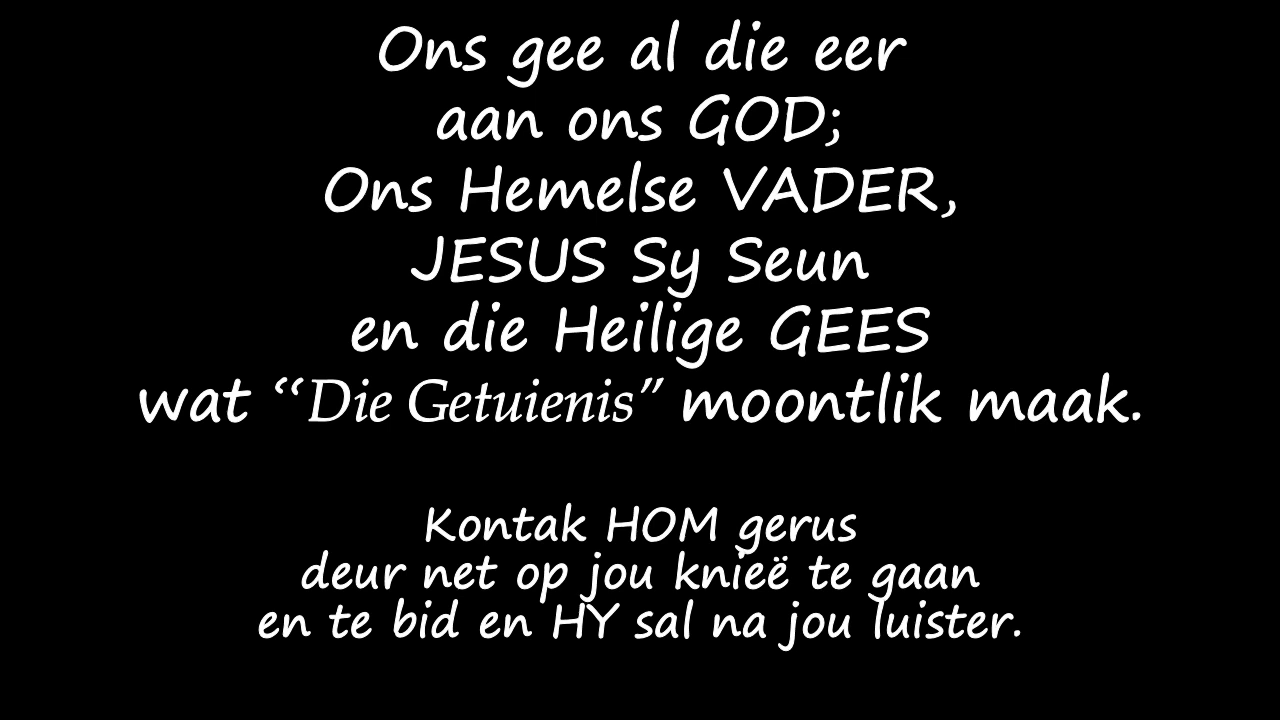 Ons gee al die eer
aan ons GOD;
Ons Hemelse VADER,
JESUS Sy Seun
en die Heilige GEES
wat “Die Getuienis” moontlik maak.
Kontak HOM gerus
deur net op jou knieë te gaan
en te bid en HY sal na jou luister.